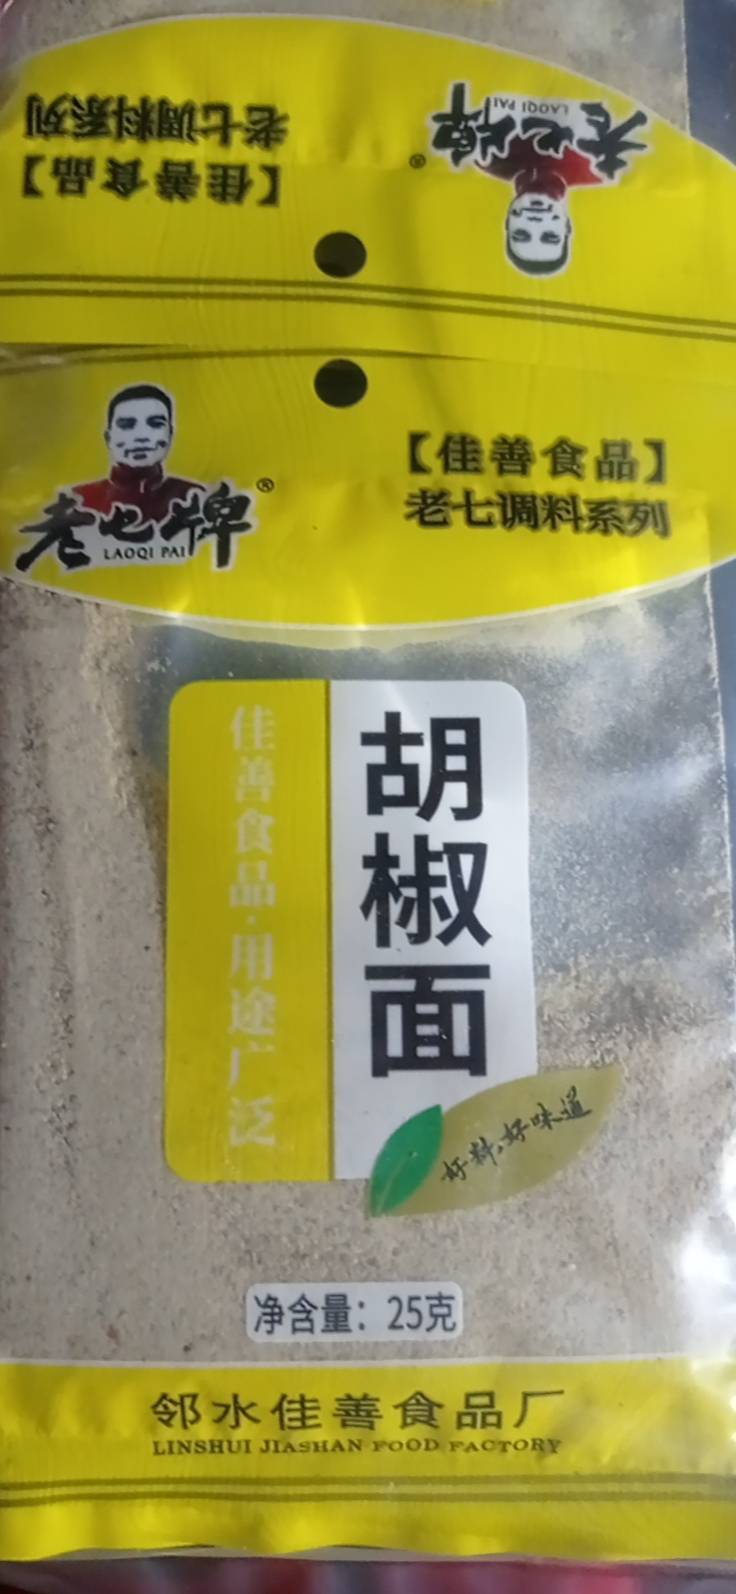 老七牌®
LAOQI PAI
【佳善食品】
老七调料系列
老七牌®
LAOQI PAI
【佳善食品】
老七调料系列
佳善食品·用途广泛
胡椒面
好料,好味道
净含量：25克
邻水佳善食品厂
LINSHUI JIASHAN FOOD FACTORY